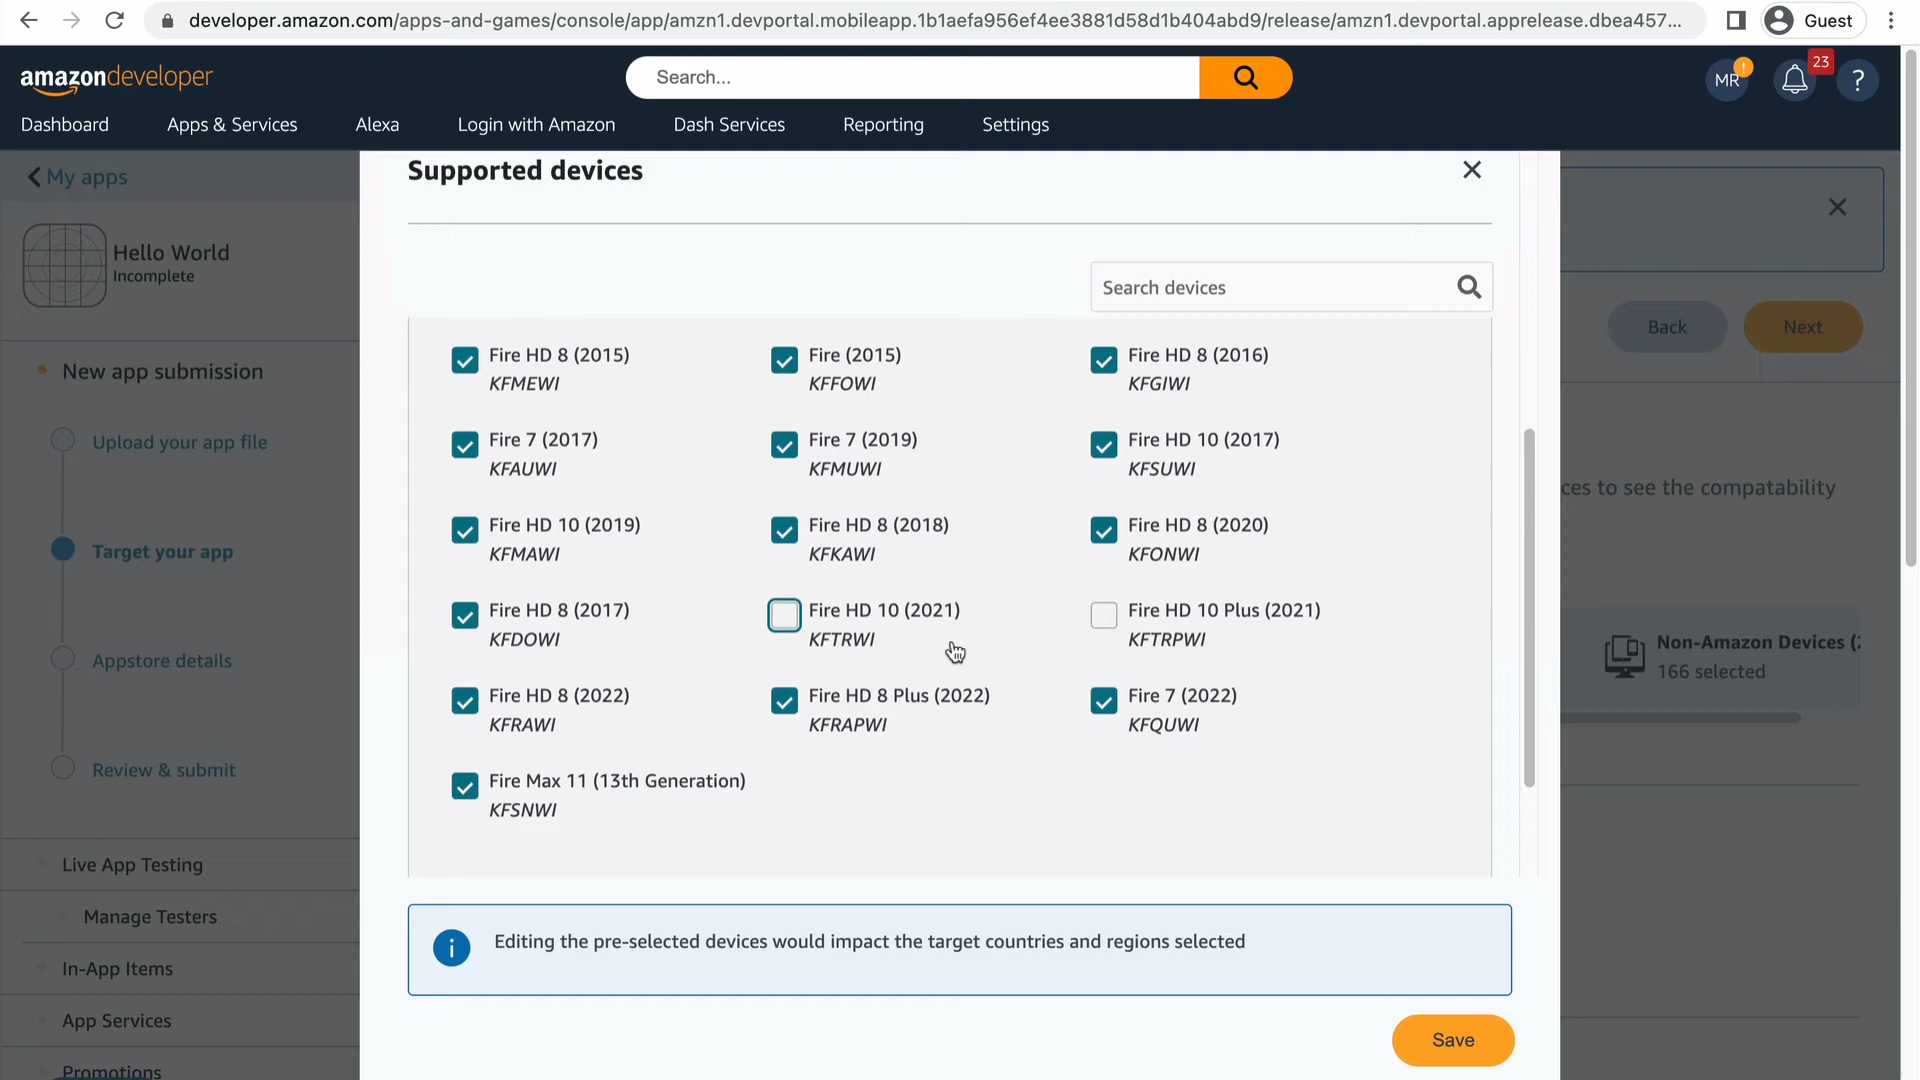 developer.amazon.com/apps-and-games/console/app/amzn1.devportal.mobileapp.1b1aefa956ef4ee3881d58d1b404abd9/release/amzn1.devportal.apprelease.dbea457...
Guest
amazondeveloper
Search...
MR
!
23
?
Dashboard
Apps & Services
Alexa
Login with Amazon
Dash Services
Reporting
Settings
My apps
Hello World
Incomplete
New app submission
Upload your app file
Target your app
Appstore details
Review & submit
Live App Testing
Manage Testers
In-App Items
App Services
Promotions
Supported devices
Search devices
Fire HD 8 (2015)
KFMEWI
Fire (2015)
KFFOWI
Fire HD 8 (2016)
KFGIWI
Fire 7 (2017)
KFAUWI
Fire 7 (2019)
KFMUWI
Fire HD 10 (2017)
KFSUWI
Fire HD 10 (2019)
KFMAWI
Fire HD 8 (2018)
KFKAWI
Fire HD 8 (2020)
KFONWI
Fire HD 8 (2017)
KFDOWI
Fire HD 10 (2021)
KFTRWI
Fire HD 10 Plus (2021)
KFTRPWI
Fire HD 8 (2022)
KFRAWI
Fire HD 8 Plus (2022)
KFRAPWI
Fire 7 (2022)
KFQUWI
Fire Max 11 (13th Generation)
KFSNWI
i
Editing the pre-selected devices would impact the target countries and regions selected
Save
Back
Next
ces to see the compatability
Non-Amazon Devices (
166 selected